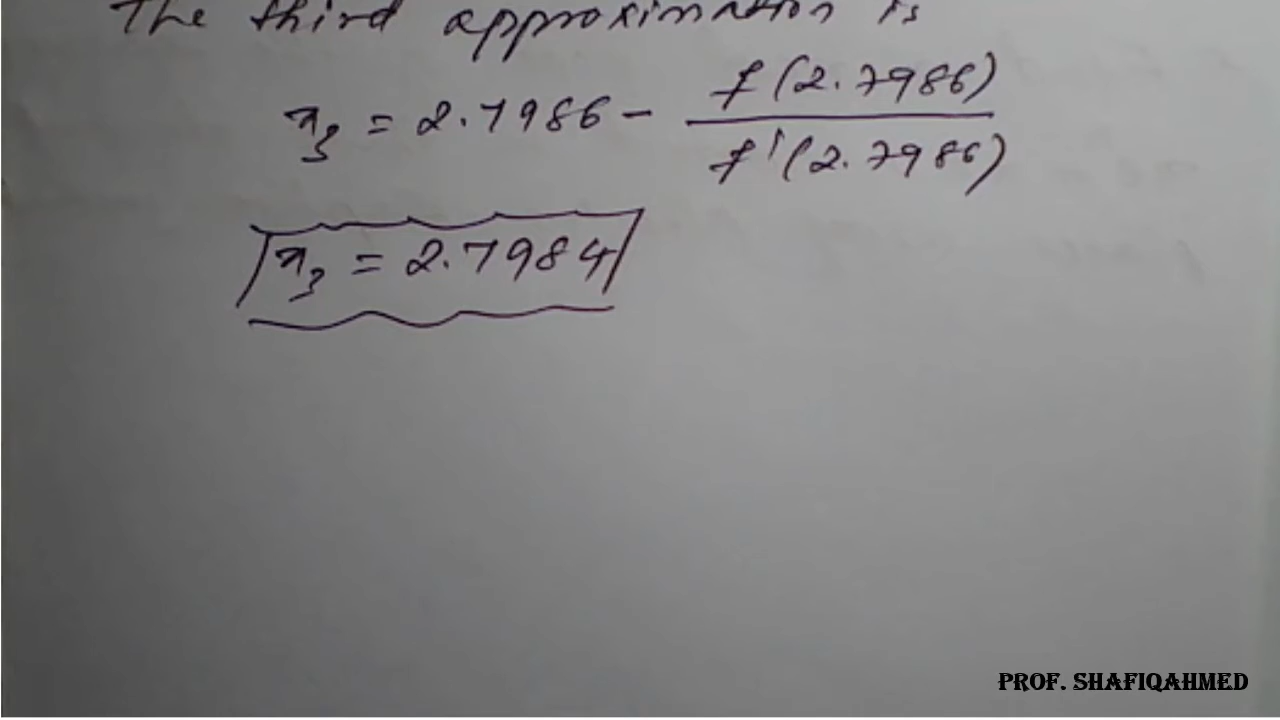 The third approximation is
x₃ = 2.7986 - f(2.7986) / f'(2.7986)
x₃ = 2.7984
PROF. SHAFIQAHMED